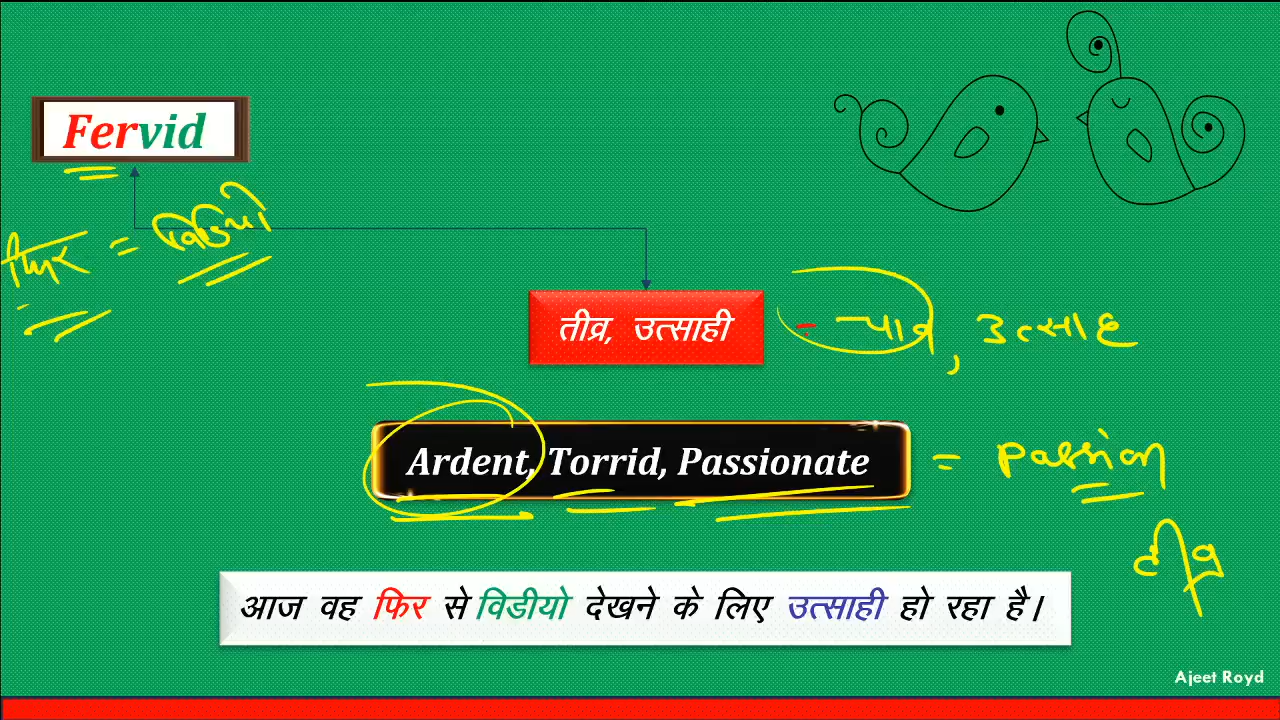 Fervid
फिर = विडियो
तीव्र, उत्साही
चाव, उत्साह
Ardent, Torrid, Passionate
= Passion
तीव्र
आज वह फिर से विडीयो देखने के लिए उत्साही हो रहा है।
Ajeet Royd